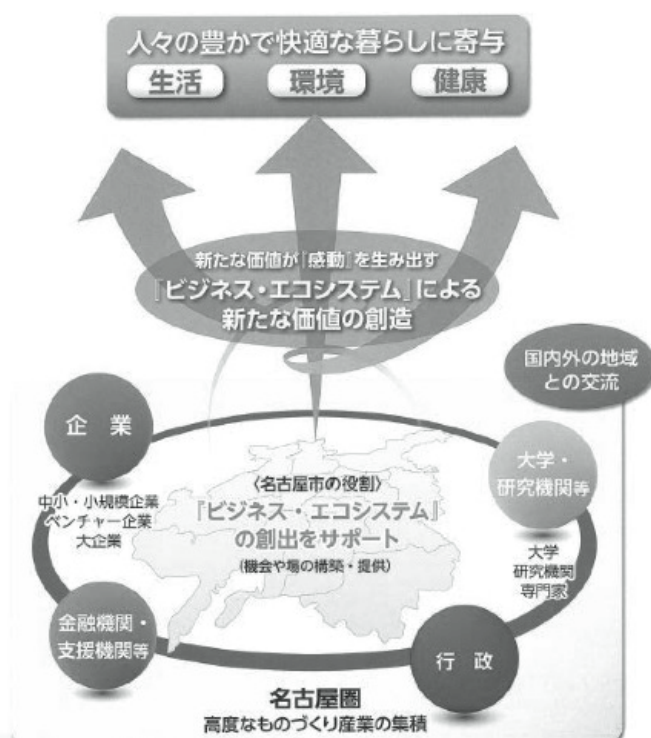 人々の豊かで快適な暮らしに寄与
生活 環境 健康
新たな価値が「感動」を生み出す
『ビジネス・エコシステム』による
新たな価値の創造
国内外の地域
との交流
企 業
中小・小規模企業
ベンチャー企業
大企業
〈名古屋市の役割〉
『ビジネス・エコシステム』
の創出をサポート
(機会や場の構築・提供)
大学・
研究機関等
大学
研究機関
専門家
金融機関・
支援機関等
行 政
名古屋圏
高度なものづくり産業の集積